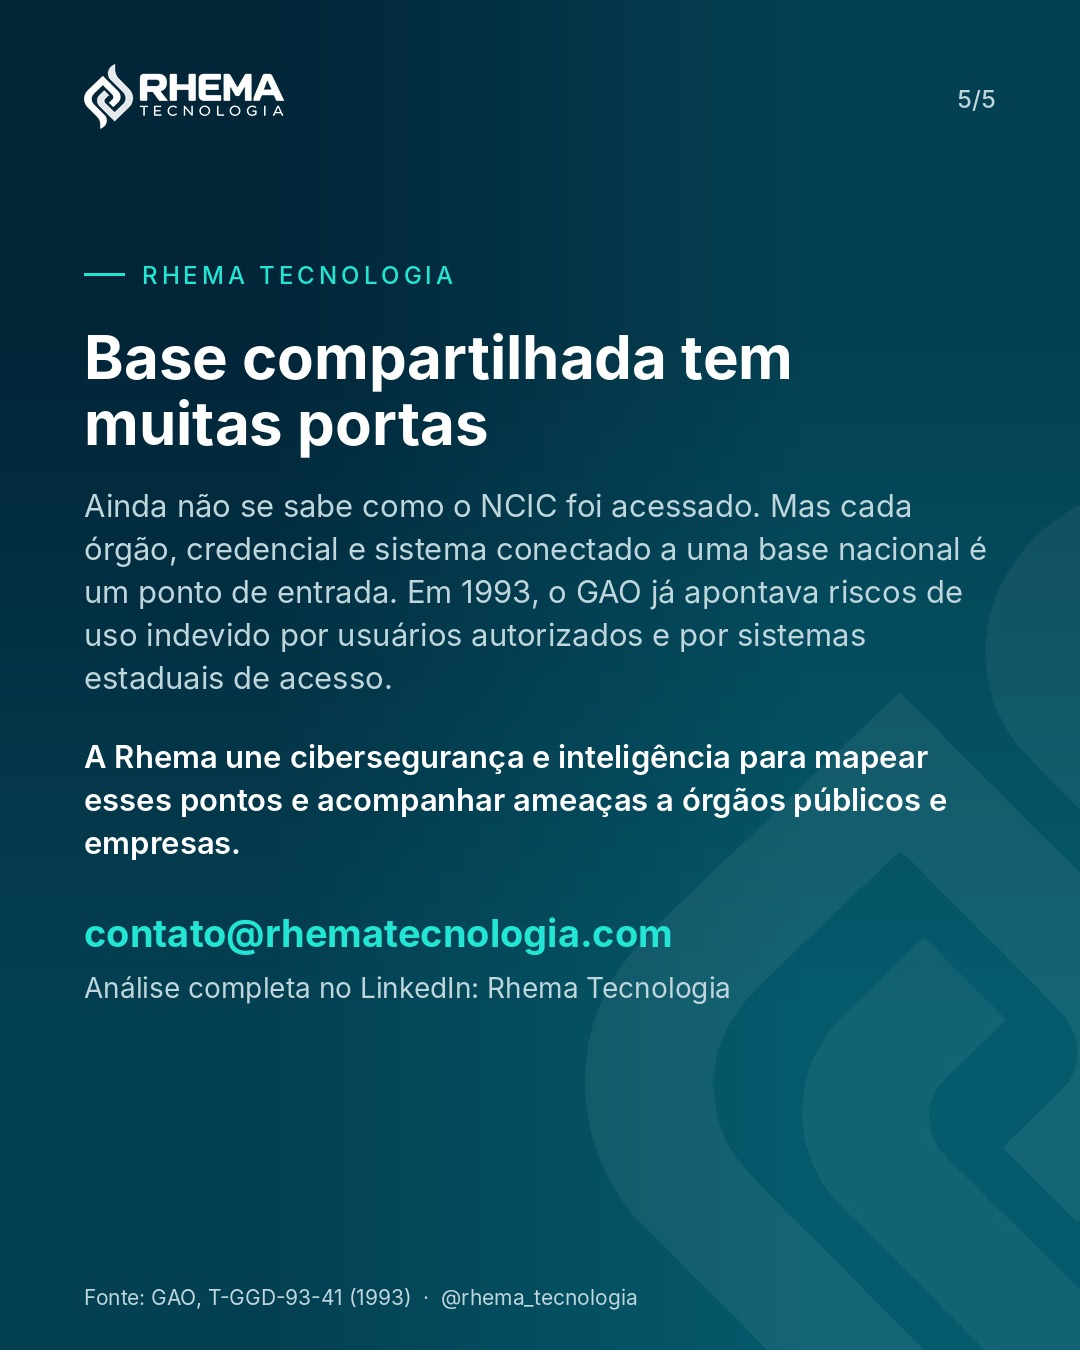 RHEMA
TECNOLOGIA
5/5
RHEMA TECNOLOGIA
Base compartilhada tem
muitas portas
Ainda não se sabe como o NCIC foi acessado. Mas cada
órgão, credencial e sistema conectado a uma base nacional é
um ponto de entrada. Em 1993, o GAO já apontava riscos de
uso indevido por usuários autorizados e por sistemas
estaduais de acesso.
A Rhema une cibersegurança e inteligência para mapear
esses pontos e acompanhar ameaças a órgãos públicos e
empresas.
contato@rhematecnologia.com
Análise completa no LinkedIn: Rhema Tecnologia
Fonte: GAO, T-GGD-93-41 (1993) · @rhema_tecnologia